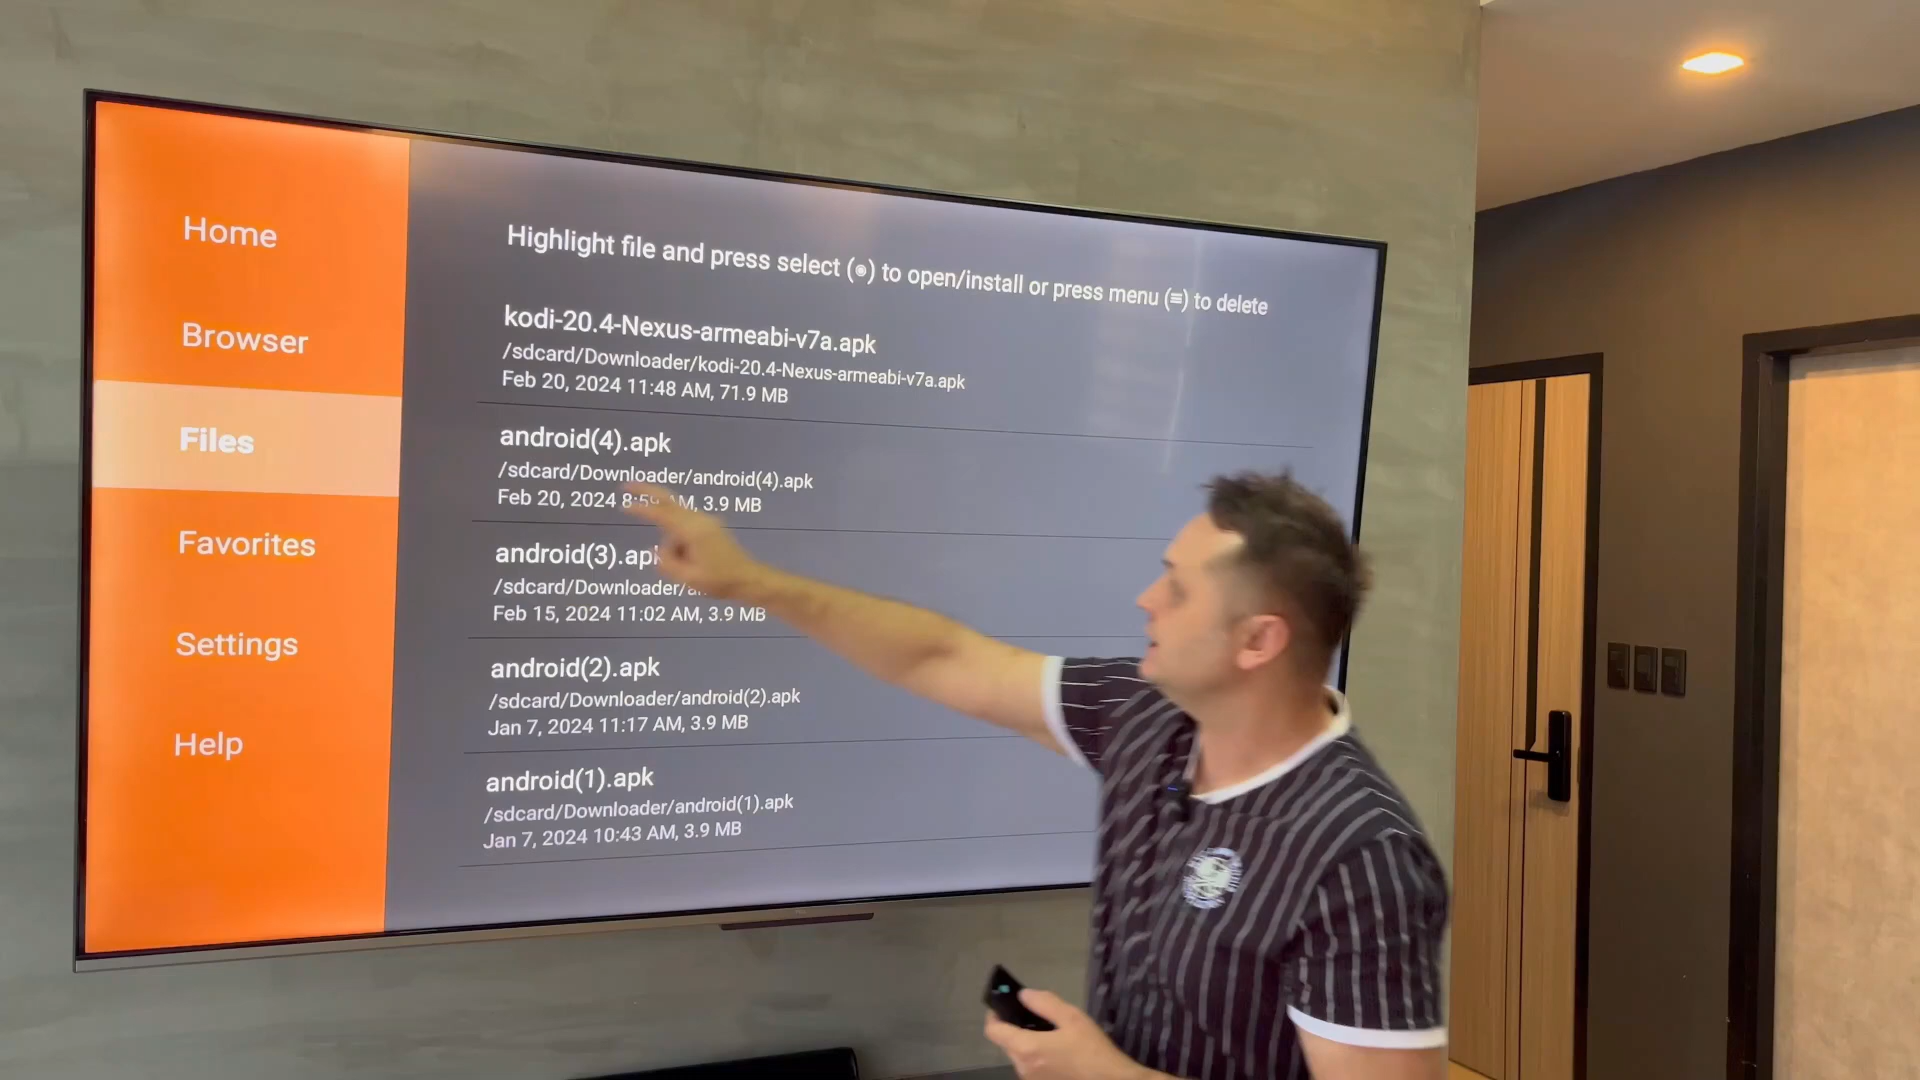 Home
Browser
Files
Favorites
Settings
Help
Highlight file and press select (◉) to open/install or press menu (≡) to delete
kodi-20.4-Nexus-armeabi-v7a.apk
/sdcard/Downloader/kodi-20.4-Nexus-armeabi-v7a.apk
Feb 20, 2024 11:48 AM, 71.9 MB
android(4).apk
/sdcard/Downloader/android(4).apk
Feb 20, 2024 8:59 AM, 3.9 MB
android(3).apk
/sdcard/Downloader/
Feb 15, 2024 11:02 AM, 3.9 MB
android(2).apk
/sdcard/Downloader/android(2).apk
Jan 7, 2024 11:17 AM, 3.9 MB
android(1).apk
/sdcard/Downloader/android(1).apk
Jan 7, 2024 10:43 AM, 3.9 MB